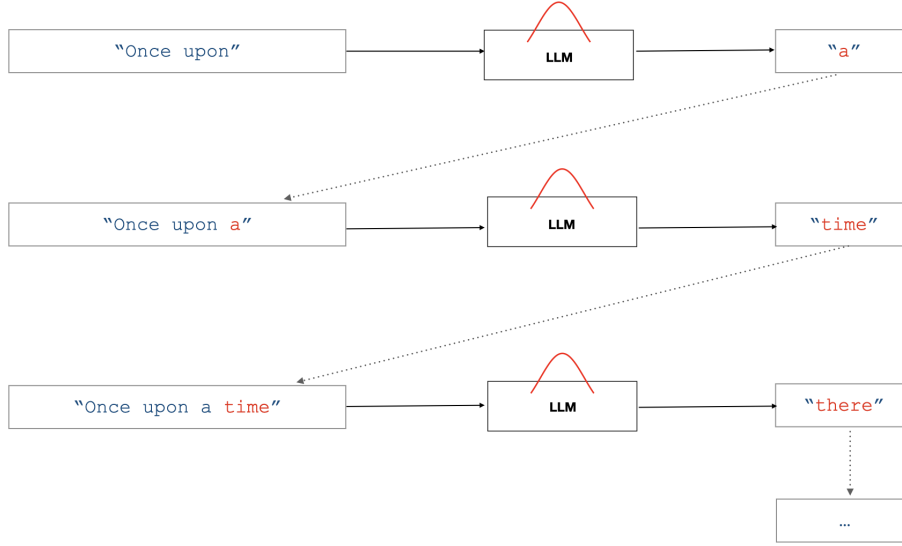 “Once upon”
LLM
“a”
“Once upon a”
LLM
“time”
“Once upon a time”
LLM
“there”
…